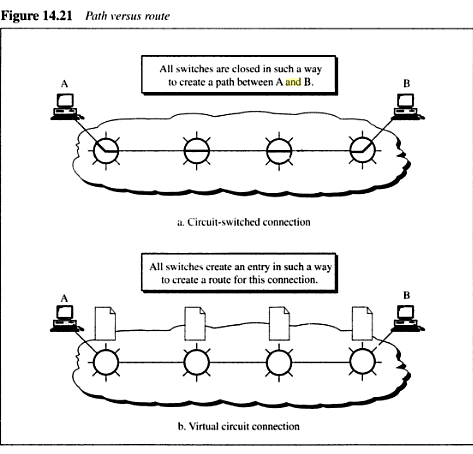 Figure 14.21 Path versus route
All switches are closed in such a way
to create a path between A and B.
A
B
a. Circuit-switched connection
All switches create an entry in such a way
to create a route for this connection.
A
B
b. Virtual circuit connection